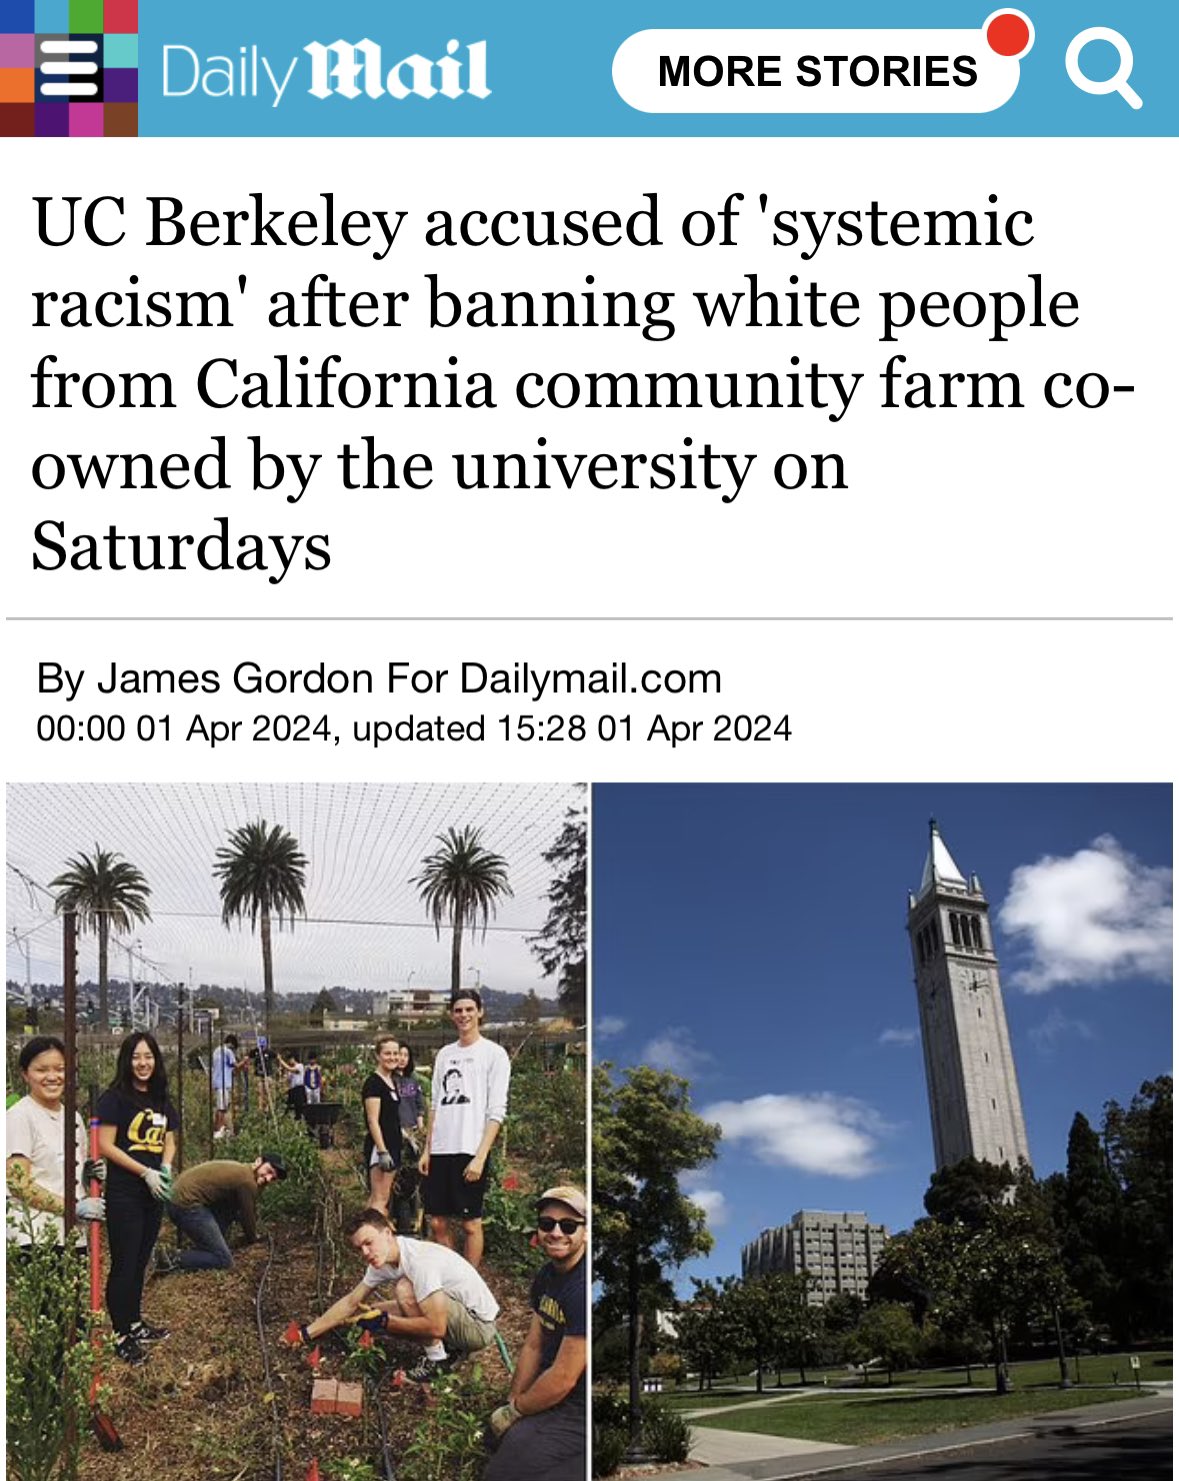 Daily Mail
MORE STORIES
UC Berkeley accused of 'systemic
racism' after banning white people
from California community farm co-
owned by the university on
Saturdays
By James Gordon For Dailymail.com
00:00 01 Apr 2024, updated 15:28 01 Apr 2024
Cal